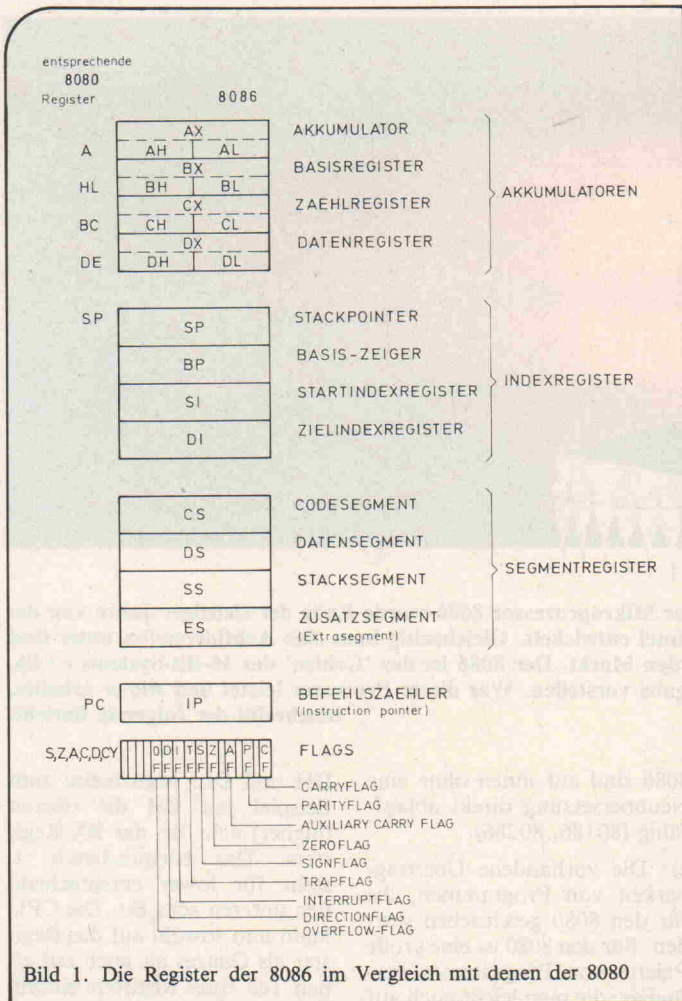 entsprechende
8080
Register 8086
AX AKKUMULATOR
A AH AL
BX BASISREGISTER
HL BH BL
CX ZAEHLREGISTER
BC CH CL
DX DATENREGISTER
DE DH DL
AKKUMULATOREN
SP SP STACKPOINTER
BP BASIS-ZEIGER
SI STARTINDEXREGISTER
DI ZIELINDEXREGISTER
INDEXREGISTER
CS CODESEGMENT
DS DATENSEGMENT
SS STACKSEGMENT
ES ZUSATZSEGMENT
(Extrasegment)
SEGMENTREGISTER
PC IP BEFEHLSZAEHLER
(instruction pointer)
S,Z,A,C,D,CY O D I T S Z A P C FLAGS
F F F F F F F F F
CARRYFLAG
PARITYFLAG
AUXILIARY CARRY FLAG
ZEROFLAG
SIGNFLAG
TRAPFLAG
INTERRUPTFLAG
DIRECTIONFLAG
OVERFLOW-FLAG
Bild 1. Die Register der 8086 im Vergleich mit denen der 8080